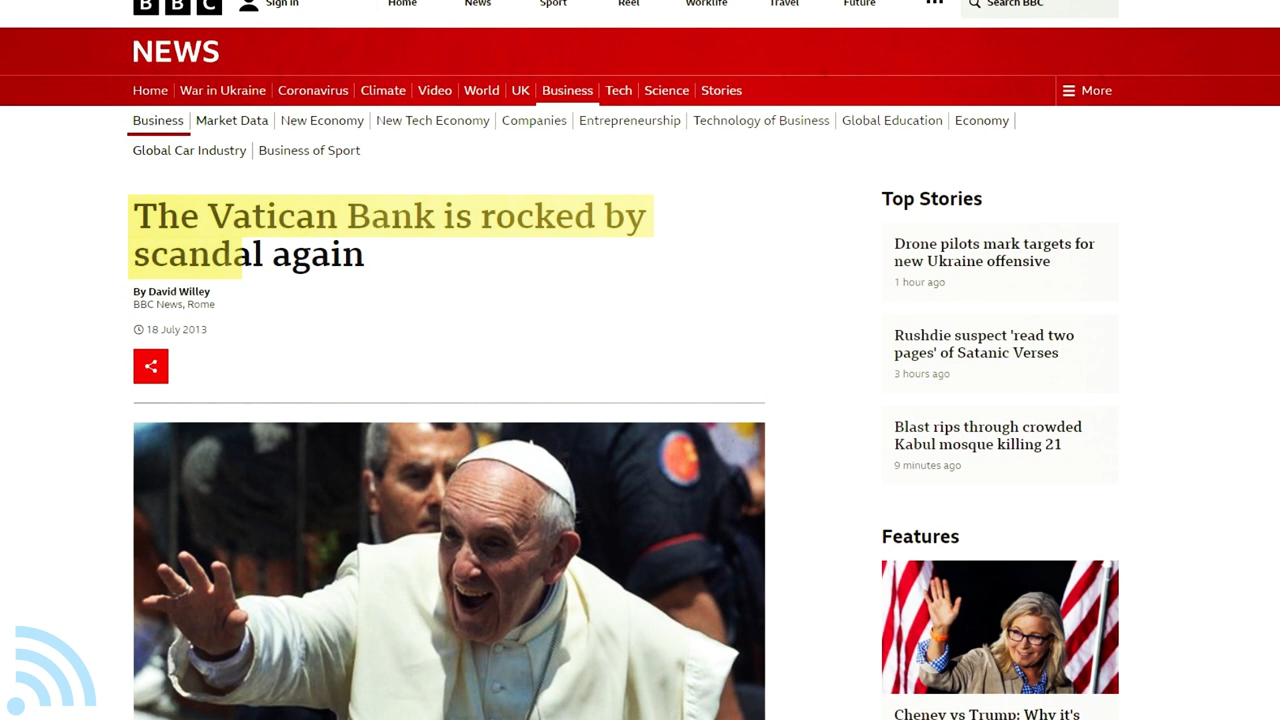 BBC
Sign in
Home
News
Sport
Reel
Worklife
Travel
Future
Search BBC
NEWS
Home
War in Ukraine
Coronavirus
Climate
Video
World
UK
Business
Tech
Science
Stories
More
Business
Market Data
New Economy
New Tech Economy
Companies
Entrepreneurship
Technology of Business
Global Education
Economy
Global Car Industry
Business of Sport
The Vatican Bank is rocked by
scandal again
By David Willey
BBC News, Rome
18 July 2013
Top Stories
Drone pilots mark targets for
new Ukraine offensive
1 hour ago
Rushdie suspect 'read two
pages' of Satanic Verses
3 hours ago
Blast rips through crowded
Kabul mosque killing 21
9 minutes ago
Features
Cheney vs Trump: Why it's